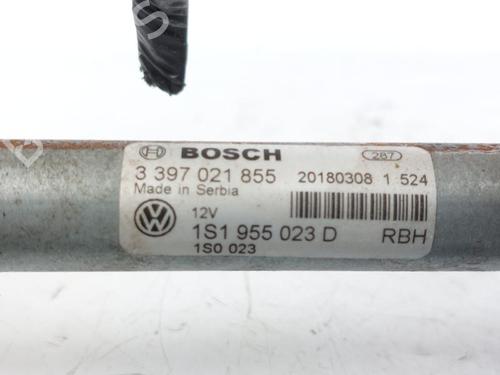 BOSCH 287
3 397 021 855 20180308 1 524
Made in Serbia
12V
1S1 955 023 D RBH
1S0 023